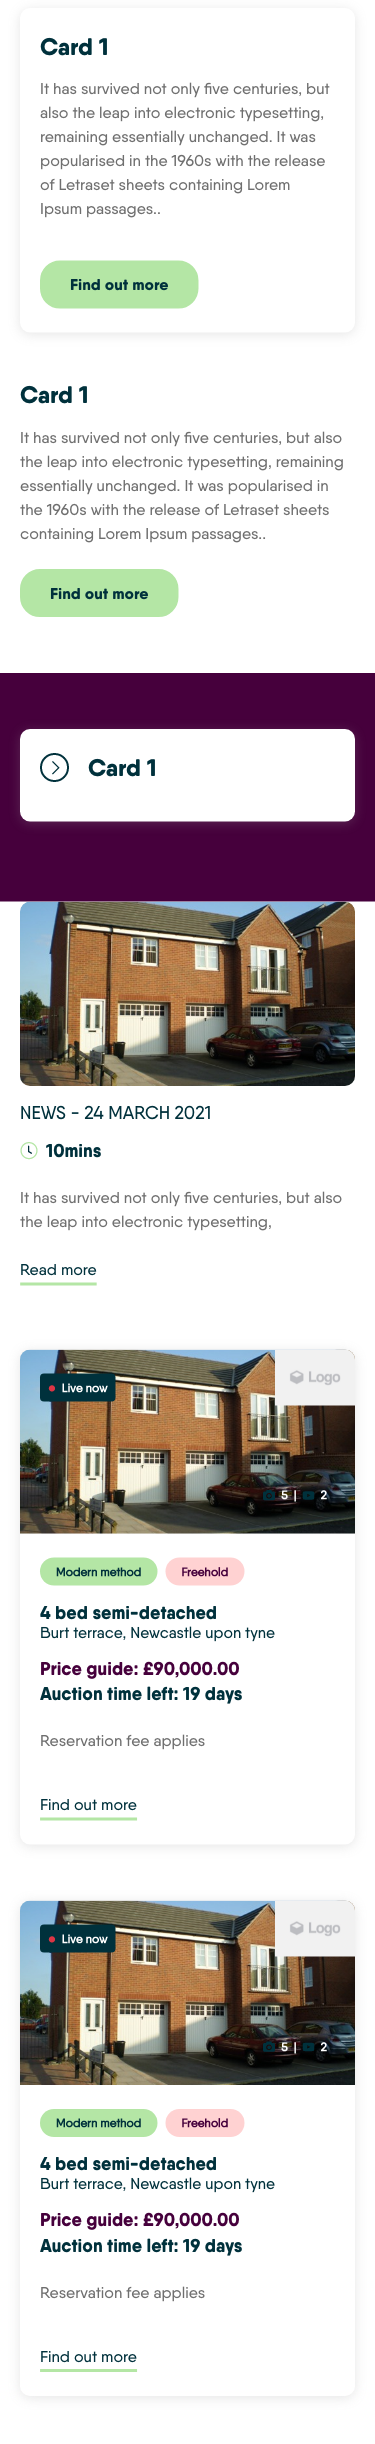 Card 1
It has survived not only five centuries, but
also the leap into electronic typesetting,
remaining essentially unchanged. It was
popularised in the 1960s with the release
of Letraset sheets containing Lorem
Ipsum passages..
Find out more
Card 1
It has survived not only five centuries, but also
the leap into electronic typesetting, remaining
essentially unchanged. It was popularised in
the 1960s with the release of Letraset sheets
containing Lorem Ipsum passages..
Find out more
Card 1
NEWS - 24 MARCH 2021
10mins
It has survived not only five centuries, but also
the leap into electronic typesetting,
Read more
Logo
Live now
5 | 2
Modern method Freehold
4 bed semi-detached
Burt terrace, Newcastle upon tyne
Price guide: £90,000.00
Auction time left: 19 days
Reservation fee applies
Find out more
Logo
Live now
5 | 2
Modern method Freehold
4 bed semi-detached
Burt terrace, Newcastle upon tyne
Price guide: £90,000.00
Auction time left: 19 days
Reservation fee applies
Find out more